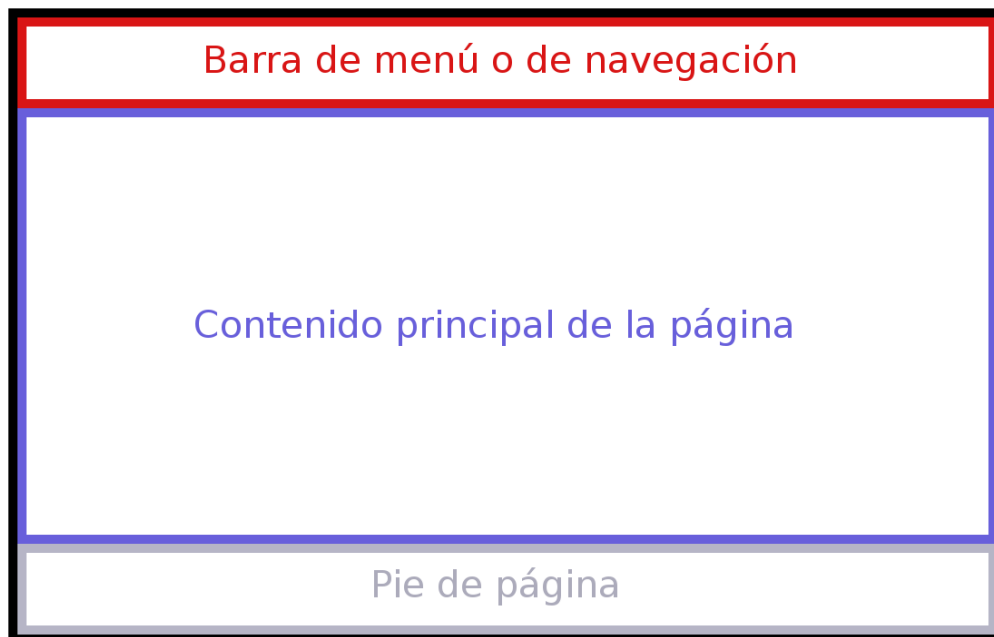 Barra de menú o de navegación
Contenido principal de la página
Pie de página